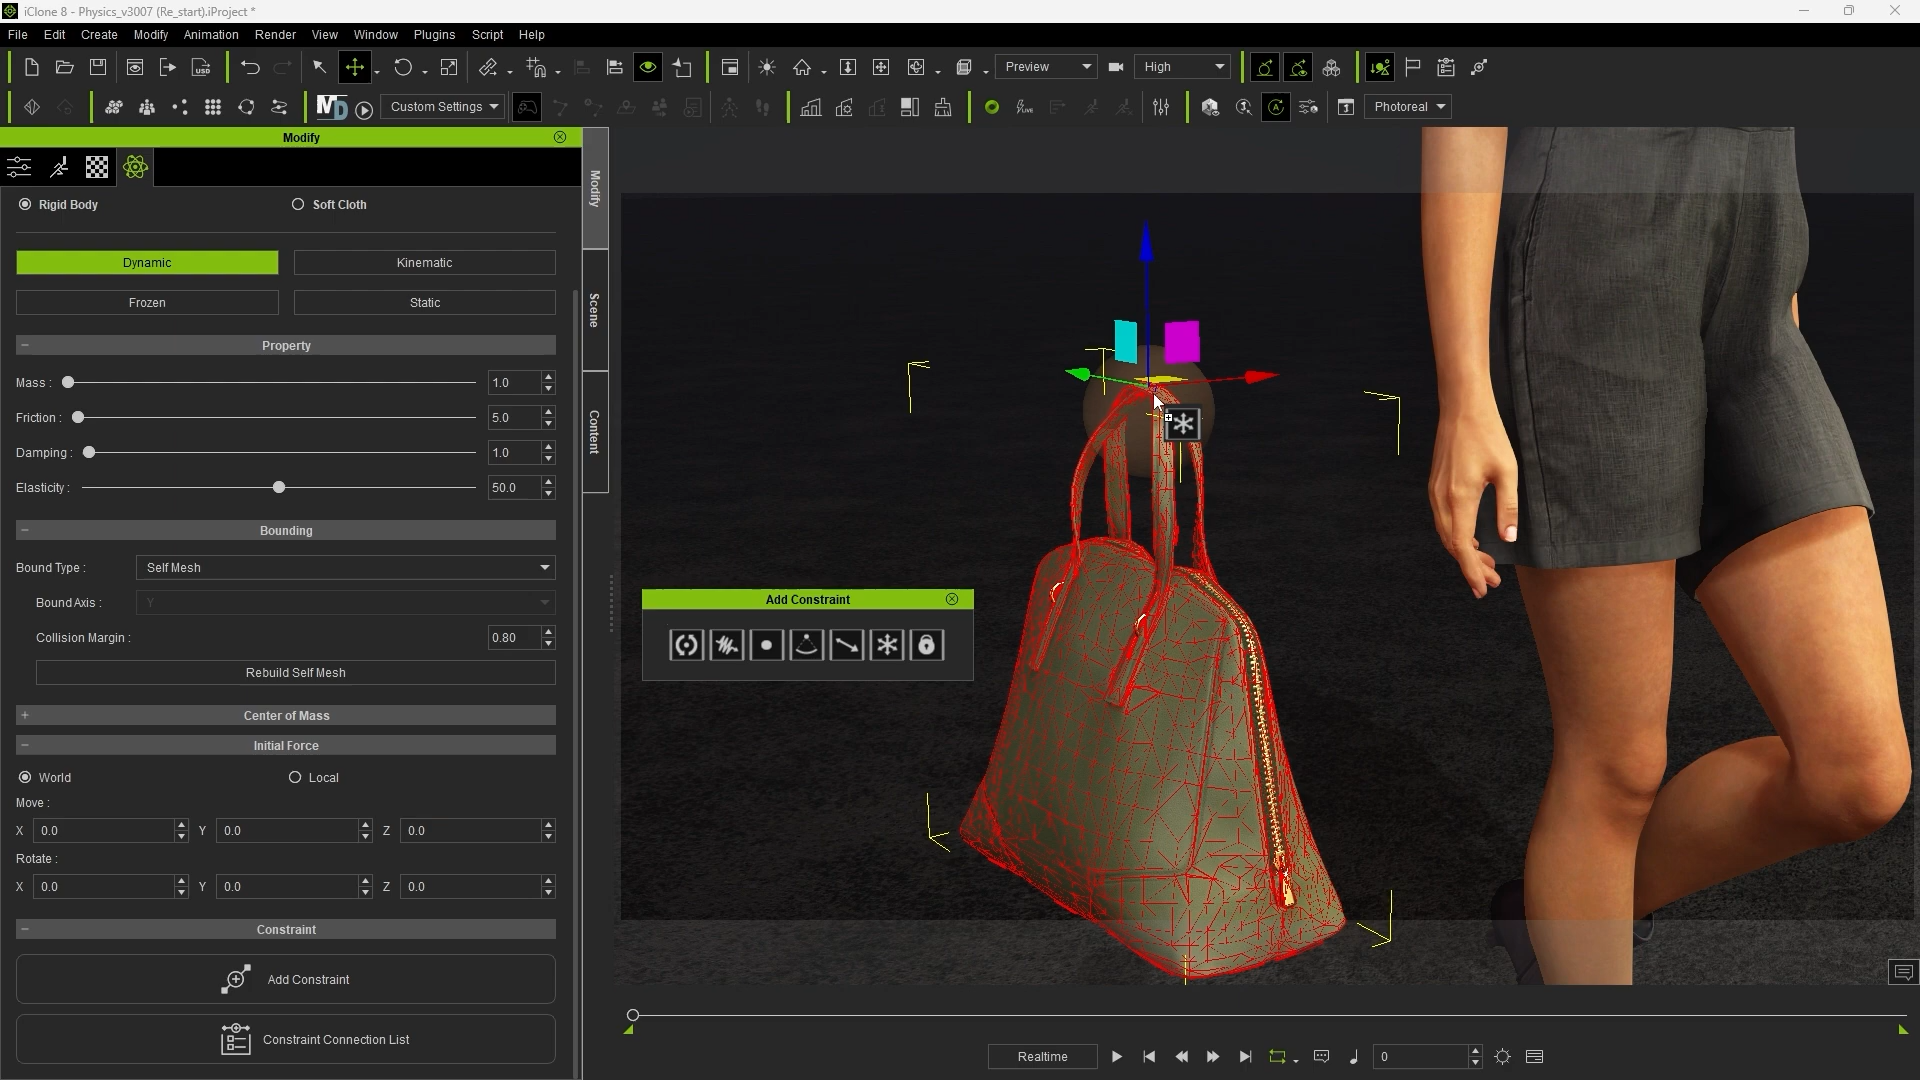 iClone 8 - Physics_v3007 (Re_start).iProject *
File Edit Create Modify Animation Render View Window Plugins Script Help
USD Preview High
MD Custom Settings LIVE Photoreal
Modify
Rigid Body Soft Cloth
Dynamic Kinematic
Frozen Static
Property
Mass : 1.0
Friction : 5.0
Damping : 1.0
Elasticity : 50.0
Bounding
Bound Type : Self Mesh
Bound Axis : Y
Collision Margin : 0.80
Rebuild Self Mesh
Center of Mass
Initial Force
World Local
Move :
X 0.0 Y 0.0 Z 0.0
Rotate :
X 0.0 Y 0.0 Z 0.0
Constraint
Add Constraint
Constraint Connection List
Modify
Scene
Content
Add Constraint
Realtime 0